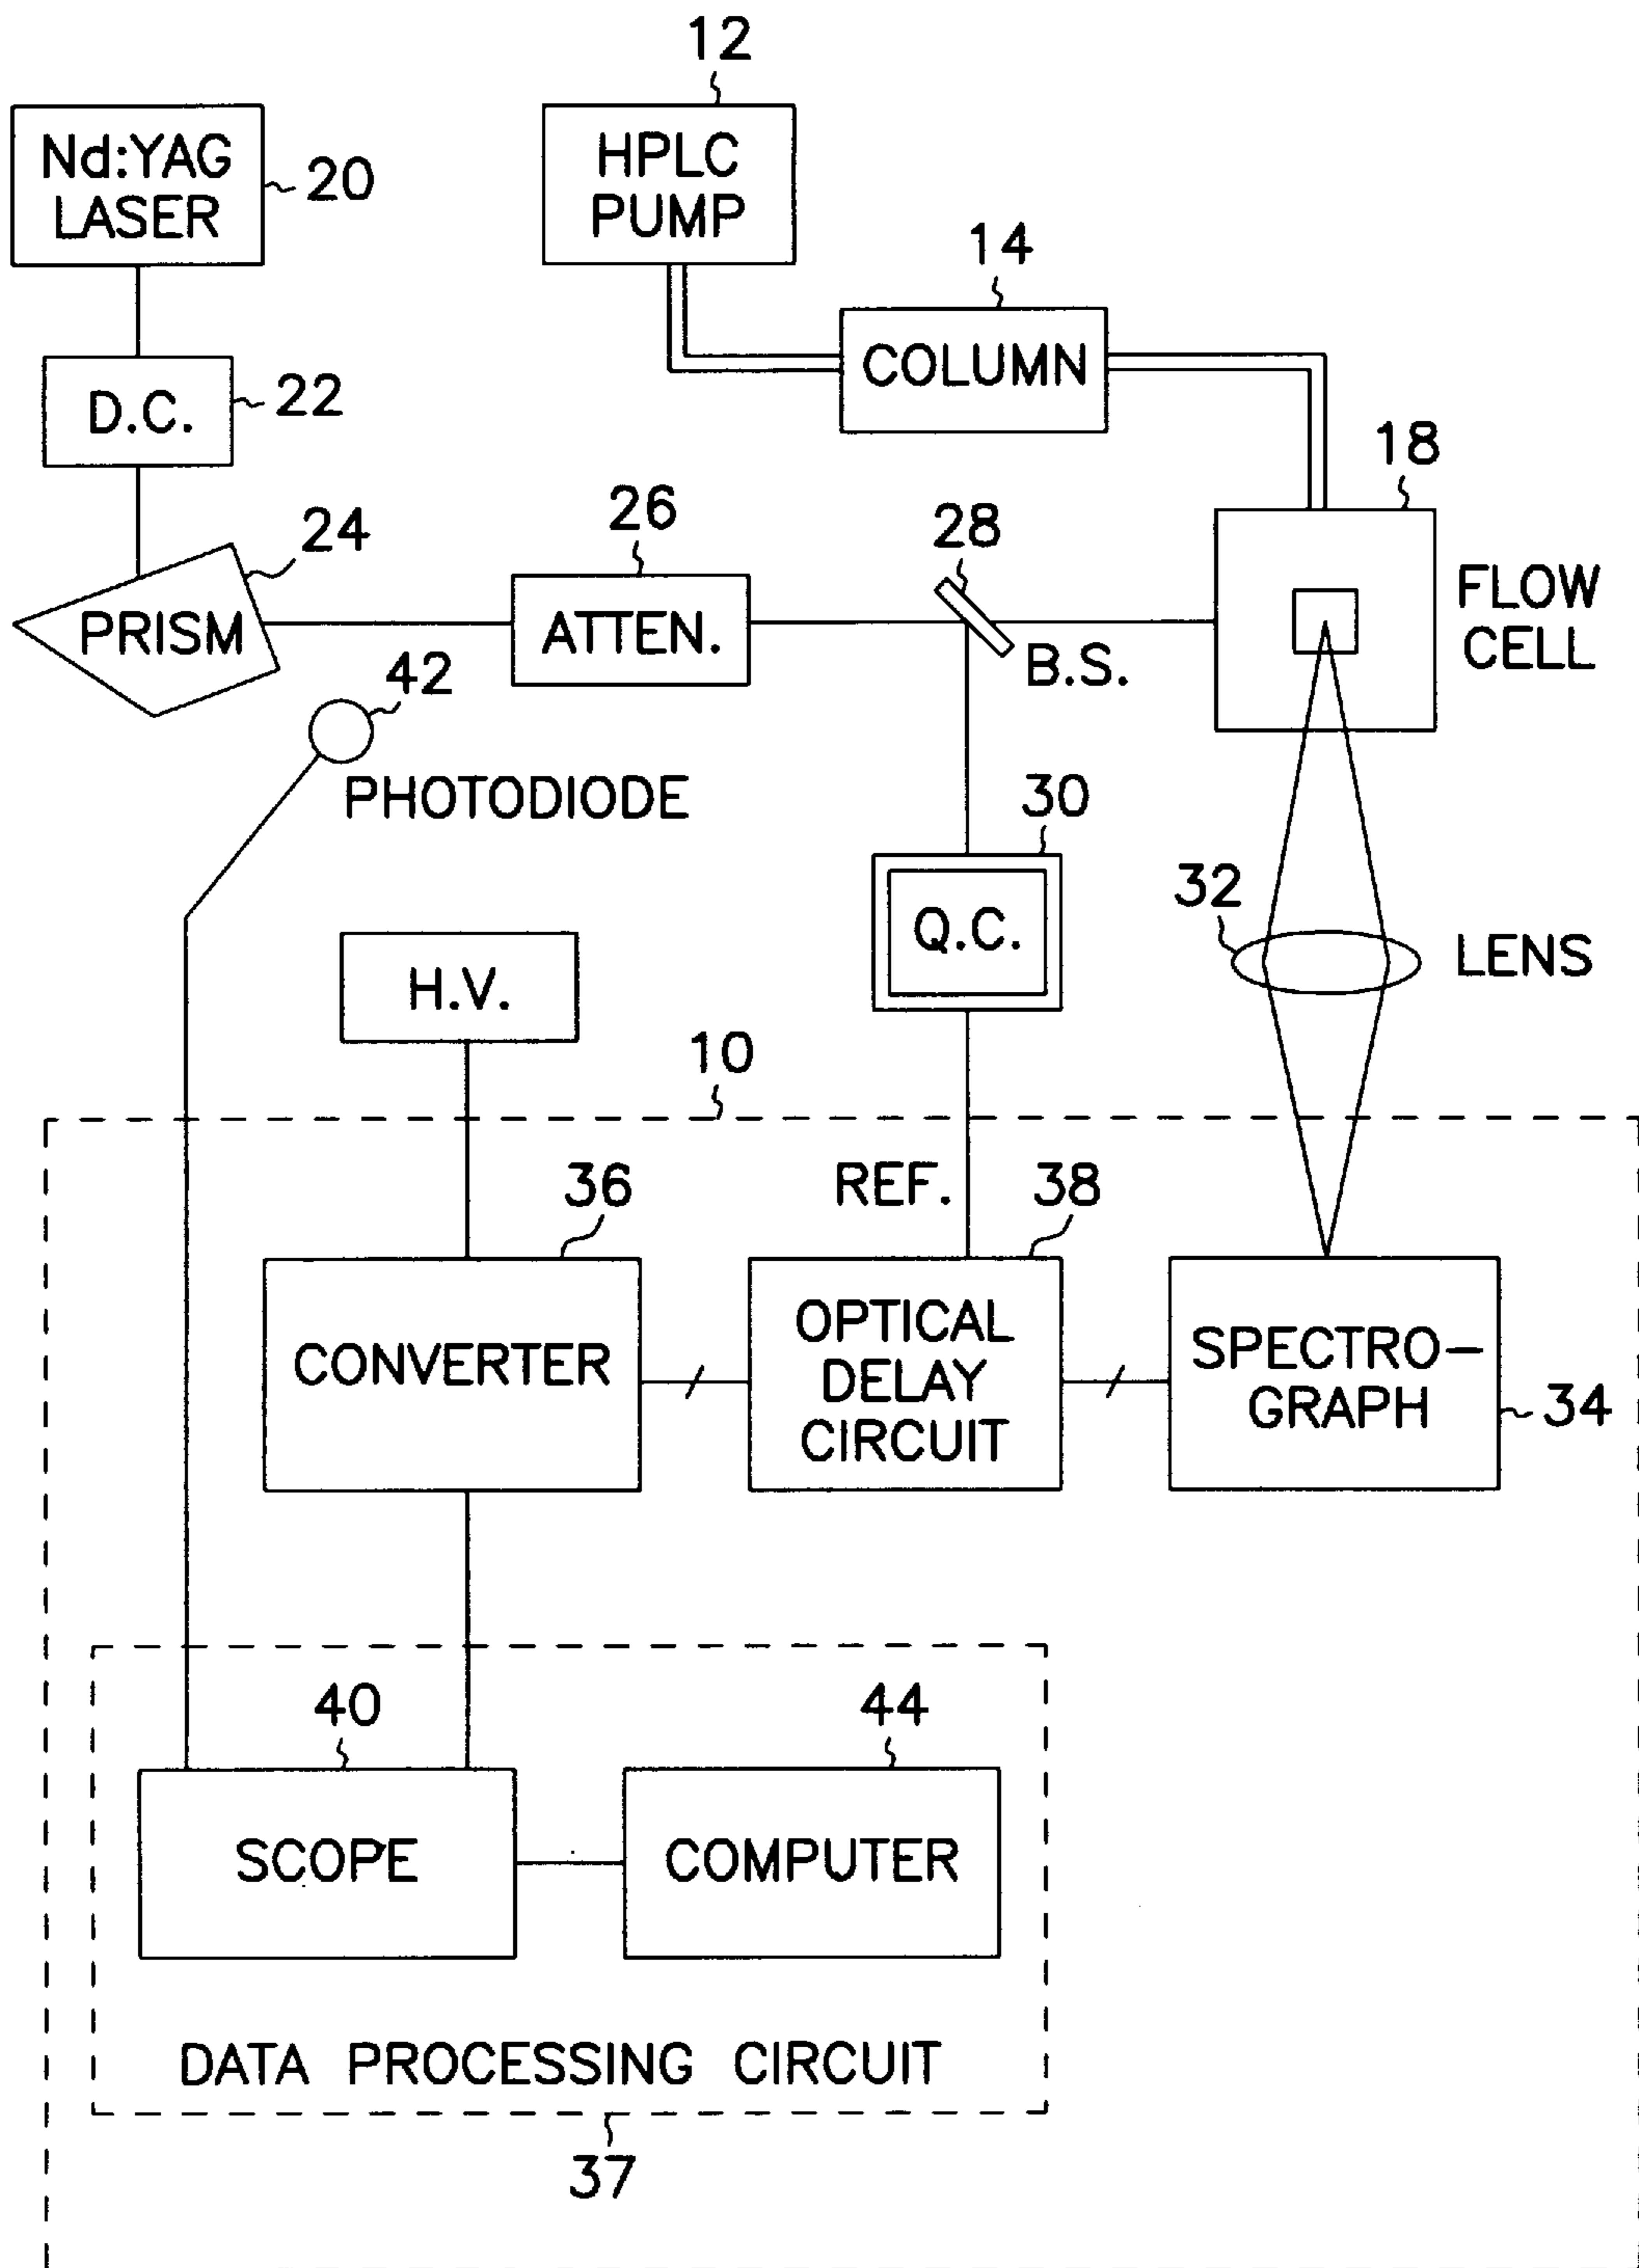 12
Nd:YAG
LASER
20
HPLC
PUMP
14
COLUMN
D.C.
22
18
24
26
28
PRISM
ATTEN.
B.S.
FLOW
CELL
42
PHOTODIODE
30
Q.C.
32
LENS
H.V.
10
36
REF.
38
CONVERTER
OPTICAL
DELAY
CIRCUIT
SPECTRO-
GRAPH
34
40
44
SCOPE
COMPUTER
DATA PROCESSING CIRCUIT
37